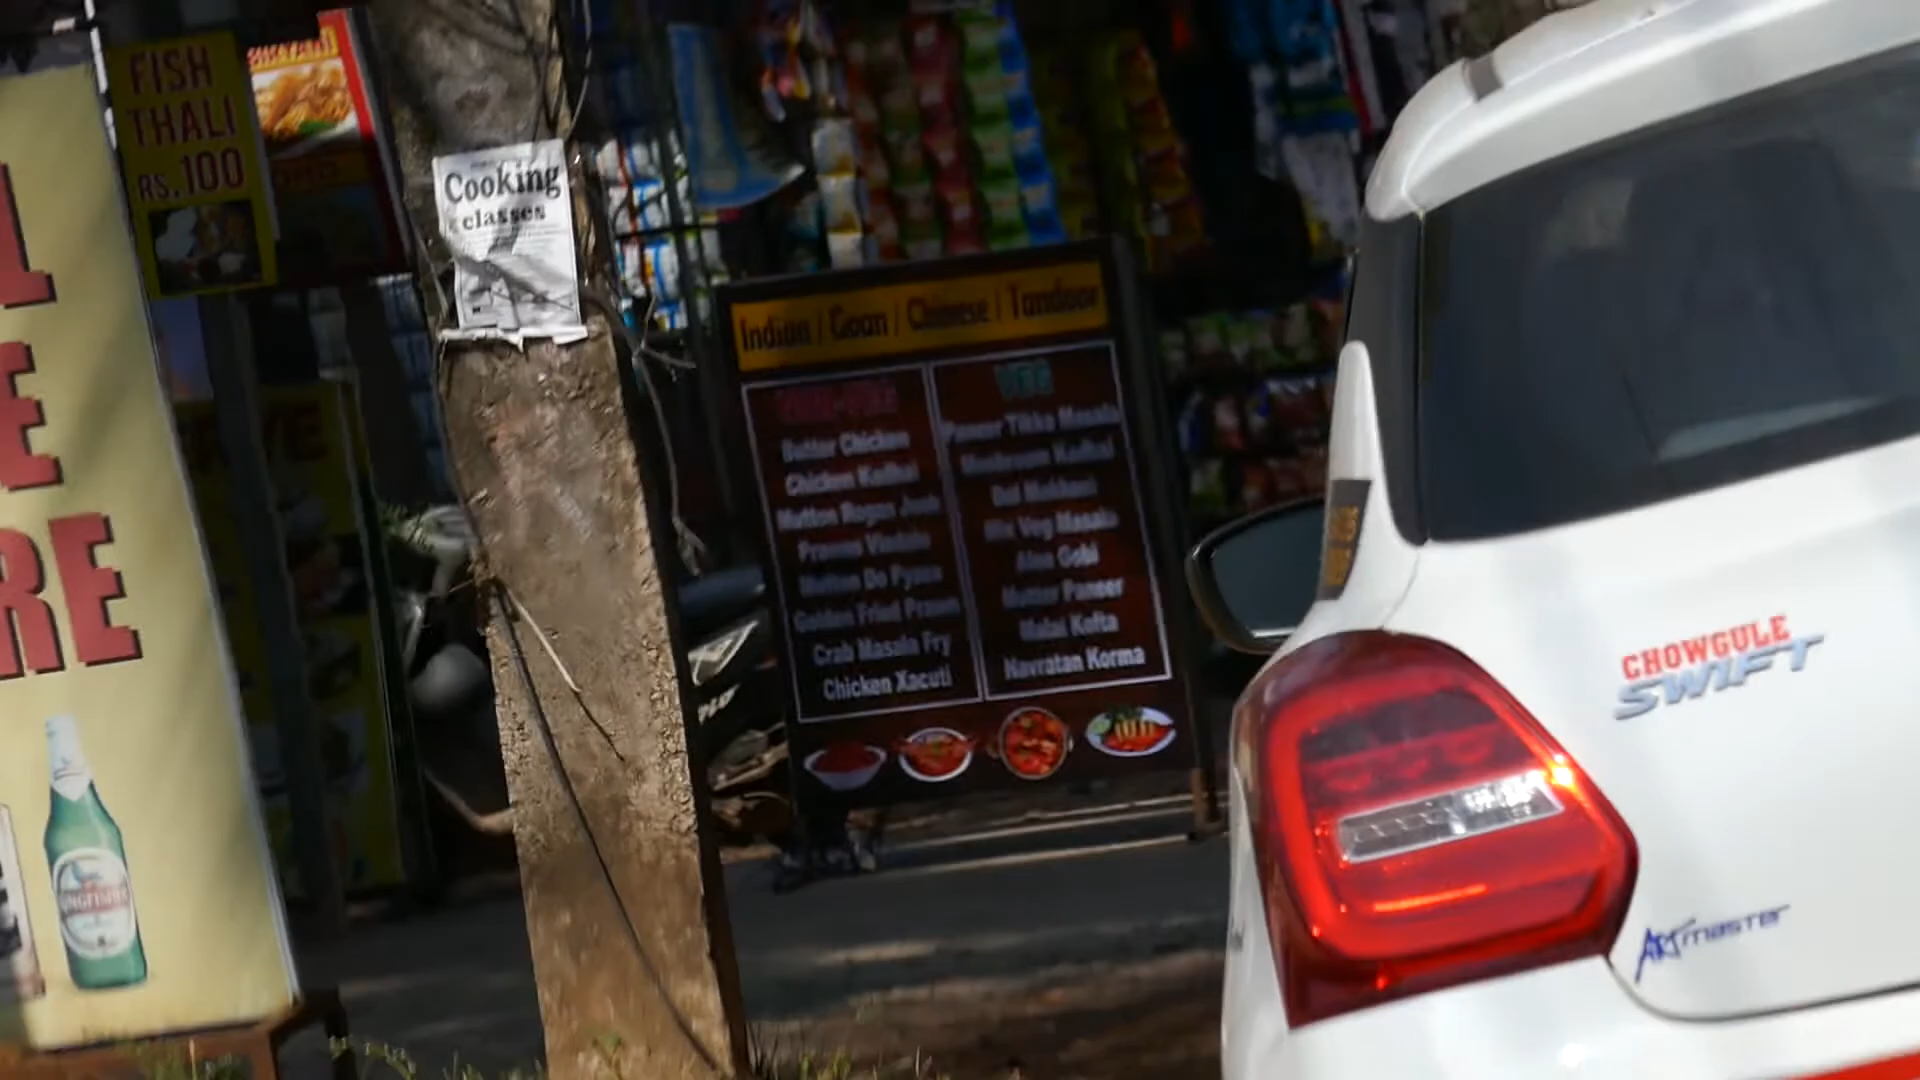 FISH
THALI
RS.100
Cooking
classes
RE
KINGFISHER
Indian / Goan / Chinese / Tandoor
Butter Chicken
Chicken Kadhai
Mutton Rogan Josh
Prawns Vindalo
Mutton Do Pyaza
Golden Fried Prawn
Crab Masala Fry
Chicken Xacuti
VEG
Paneer Tikka Masala
Mushroom Kadhai
Dal Makhani
Mix Veg Masala
Aloo Gobi
Mutter Paneer
Malai Kofta
Navratan Korma
CHOWGULE
SWIFT
ARTmaster